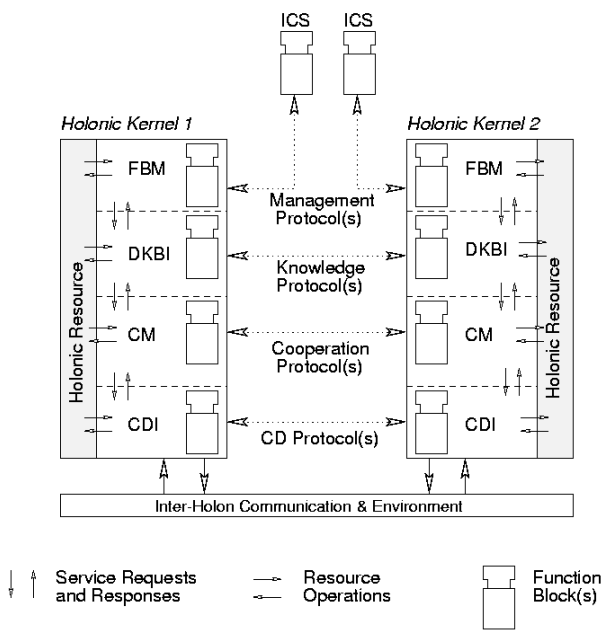 ICS ICS
Holonic Kernel 1 Holonic Kernel 2
FBM FBM
Management
Protocol(s)
DKBI DKBI
Knowledge
Protocol(s)
Holonic Resource Holonic Resource
CM CM
Cooperation
Protocol(s)
CDI CDI
CD Protocol(s)
Inter-Holon Communication & Environment
Service Requests
and Responses
Resource
Operations
Function
Block(s)